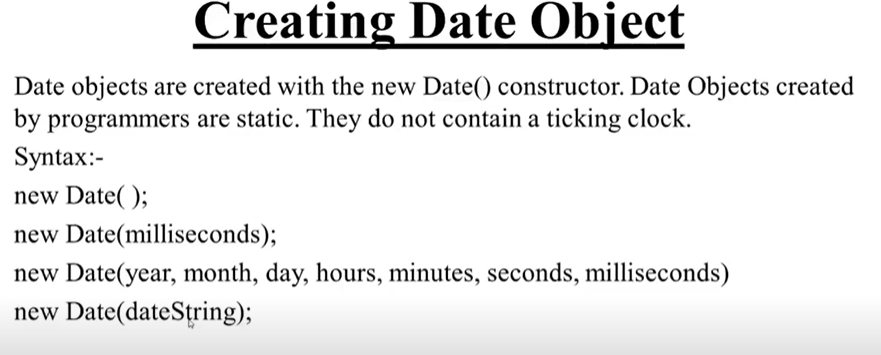 Creating Date Object
Date objects are created with the new Date() constructor. Date Objects created
by programmers are static. They do not contain a ticking clock.
Syntax:-
new Date( );
new Date(milliseconds);
new Date(year, month, day, hours, minutes, seconds, milliseconds)
new Date(dateString);